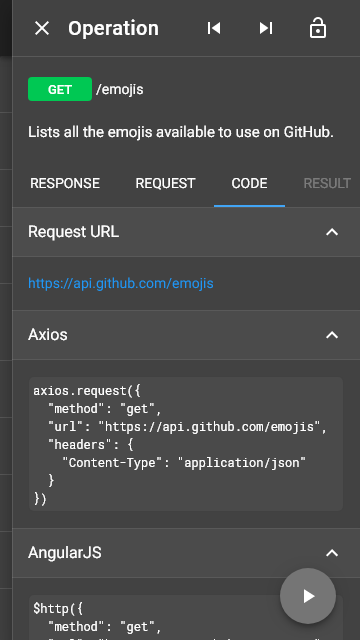 Operation
GET /emojis
Lists all the emojis available to use on GitHub.
RESPONSE REQUEST CODE RESULT
Request URL
https://api.github.com/emojis
Axios
axios.request({
  "method": "get",
  "url": "https://api.github.com/emojis",
  "headers": {
    "Content-Type": "application/json"
  }
})
AngularJS
$http({
  "method": "get",